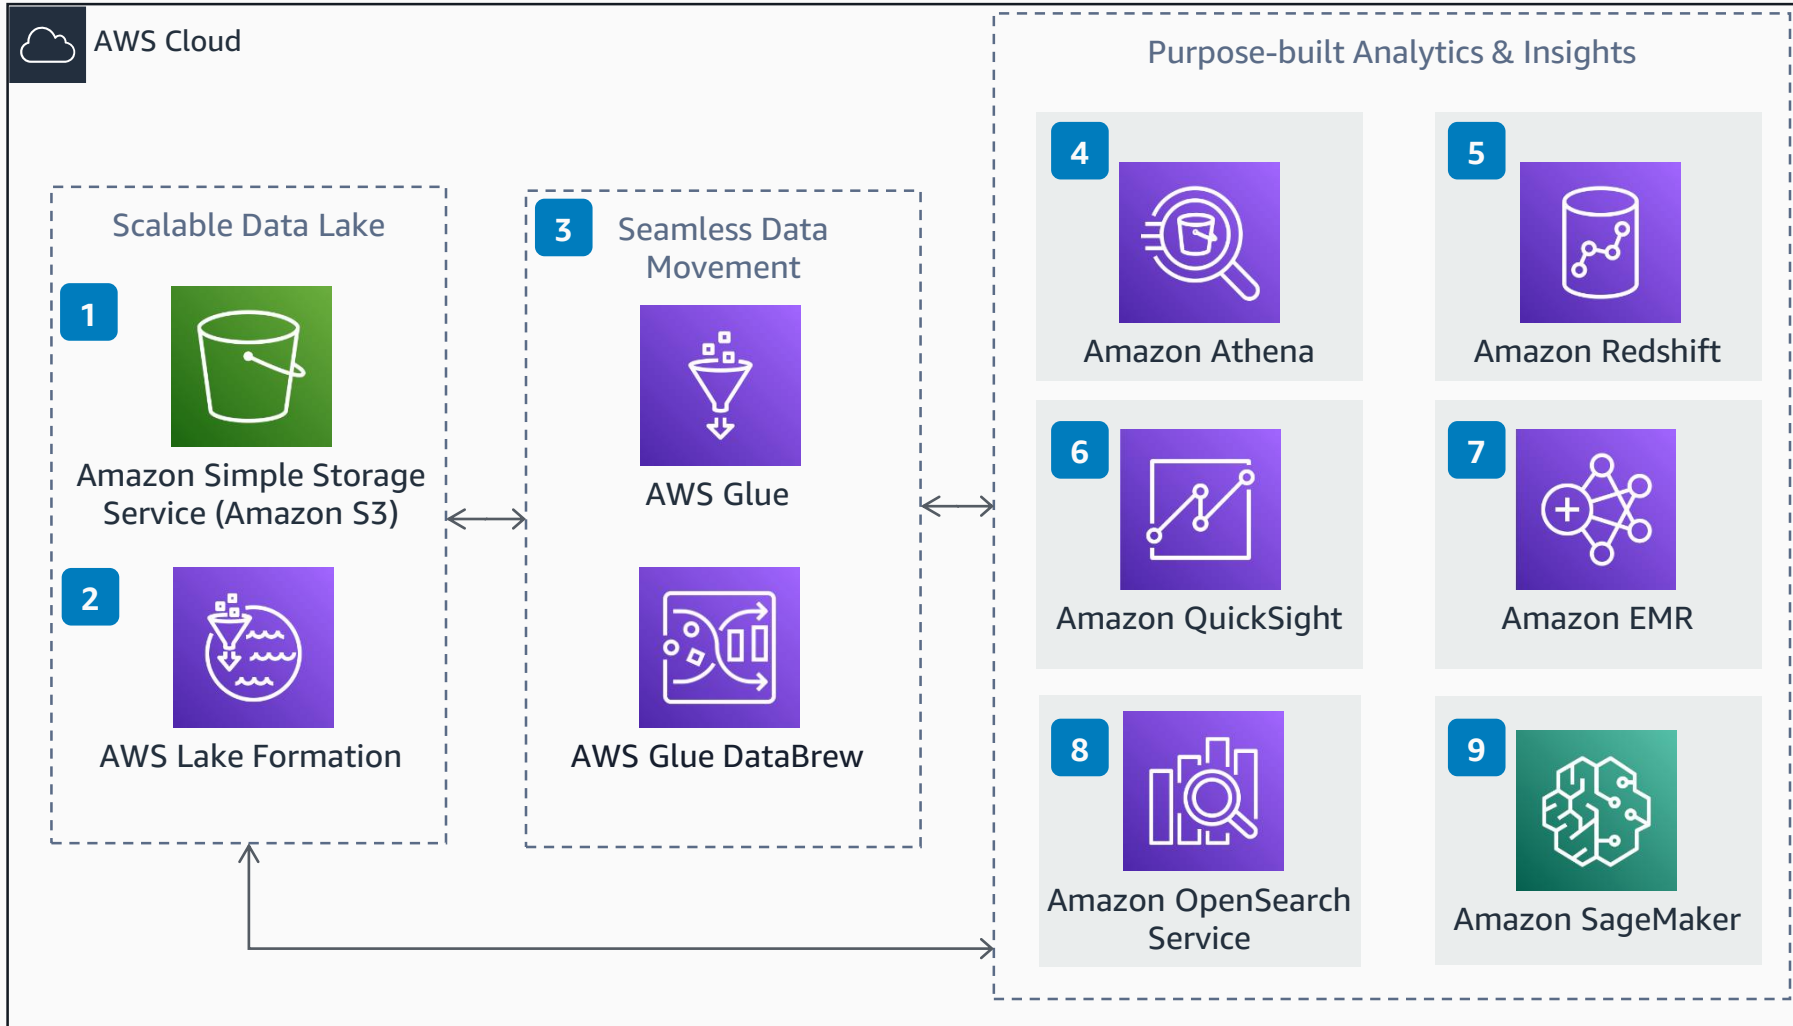 AWS Cloud
Scalable Data Lake
1
Amazon Simple Storage
Service (Amazon S3)
2
AWS Lake Formation
3
Seamless Data
Movement
AWS Glue
AWS Glue DataBrew
Purpose-built Analytics & Insights
4
Amazon Athena
5
Amazon Redshift
6
Amazon QuickSight
7
Amazon EMR
8
Amazon OpenSearch
Service
9
Amazon SageMaker